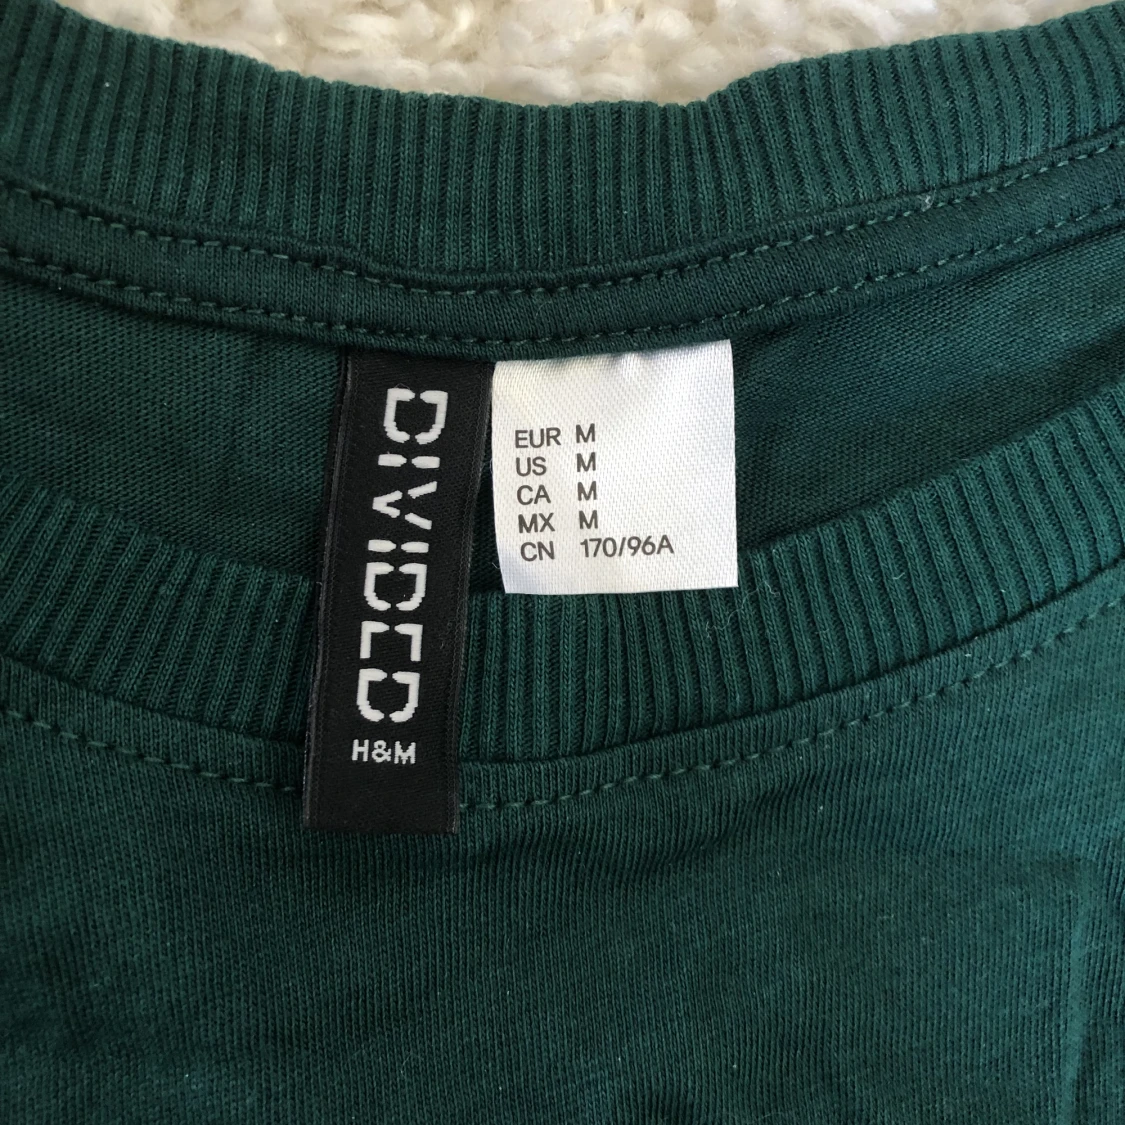 DIVIDED
H&M
EUR M
US M
CA M
MX M
CN 170/96A